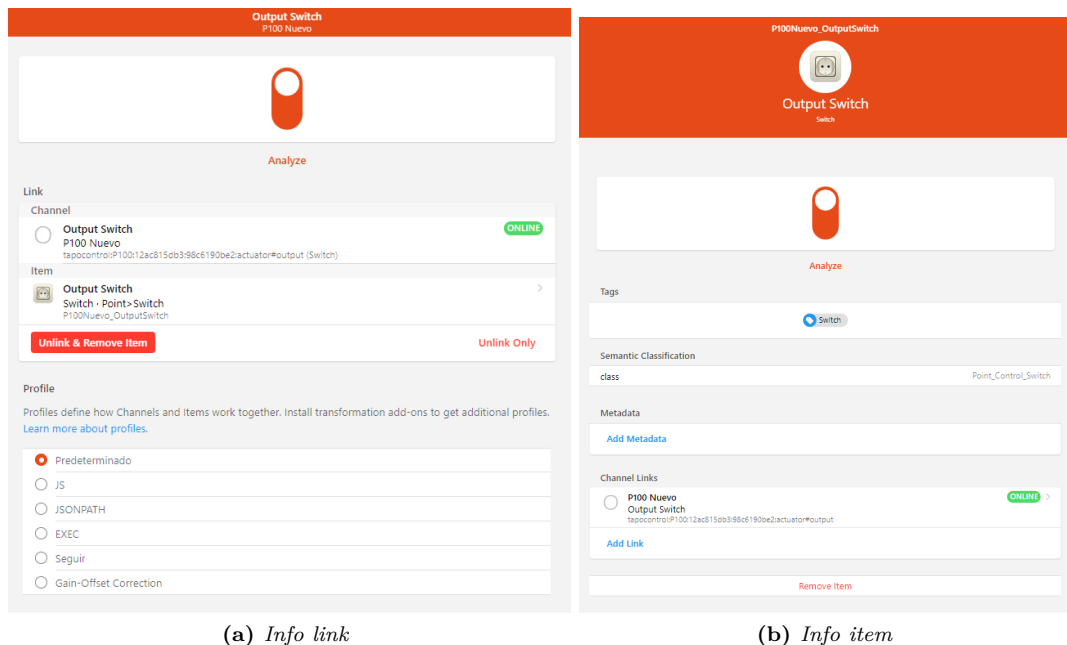 Output Switch
P100 Nuevo
Analyze
Link
Channel
Output Switch
ONLINE
P100 Nuevo
tapocontrol:P100:12ac815db3:98c6190be2:actuator#output (Switch)
Item
Output Switch
Switch · Point>Switch
P100Nuevo_OutputSwitch
Unlink & Remove Item
Unlink Only
Profile
Profiles define how Channels and Items work together. Install transformation add-ons to get additional profiles.
Learn more about profiles.
Predeterminado
JS
JSONPATH
EXEC
Seguir
Gain-Offset Correction
(a) Info link
P100Nuevo_OutputSwitch
Output Switch
Switch
Analyze
Tags
Switch
Semantic Classification
class
Point_Control_Switch
Metadata
Add Metadata
Channel Links
P100 Nuevo
ONLINE
Output Switch
tapocontrol:P100:12ac815db3:98c6190be2:actuator#output
Add Link
Remove Item
(b) Info item